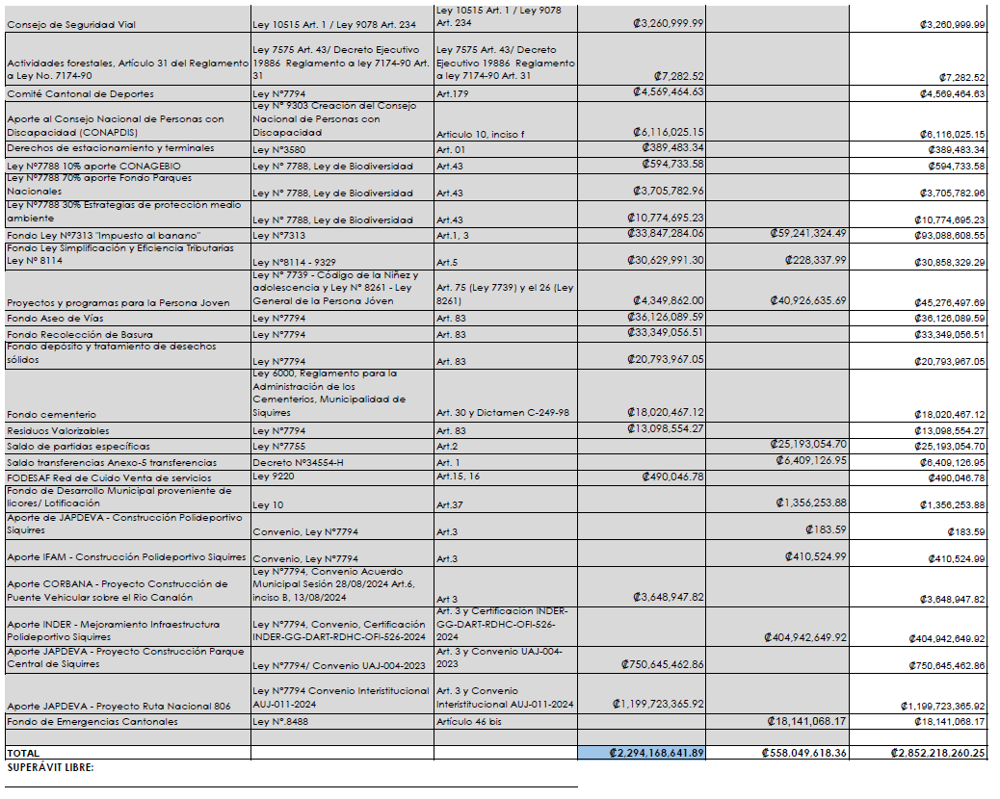 Consejo de Seguridad Vial Ley 10515 Art. 1 / Ley 9078 Art. 234 Ley 10515 Art. 1 / Ley 9078 Art. 234 ₡3,260,999.99 ₡3,260,999.99
Actividades forestales, Artículo 31 del Reglamento a Ley No. 7174-90 Ley 7575 Art. 43/ Decreto Ejecutivo 19886 Reglamento a ley 7174-90 Art. 31 Ley 7575 Art. 43/ Decreto Ejecutivo 19886 Reglamento a ley 7174-90 Art. 31 ₡7,282.52 ₡7,282.52
Comité Cantonal de Deportes Ley N°7794 Art.179 ₡4,569,464.63 ₡4,569,464.63
Aporte al Consejo Nacional de Personas con Discapacidad (CONAPDIS) Ley N° 9303 Creación del Consejo Nacional de Personas con Discapacidad Articulo 10, inciso f ₡6,116,025.15 ₡6,116,025.15
Derechos de estacionamiento y terminales Ley N°3580 Art. 01 ₡389,483.34 ₡389,483.34
Ley Nº7788 10% aporte CONAGEBIO Ley N° 7788, Ley de Biodiversidad Art.43 ₡594,733.58 ₡594,733.58
Ley Nº7788 70% aporte Fondo Parques Nacionales Ley N° 7788, Ley de Biodiversidad Art.43 ₡3,705,782.96 ₡3,705,782.96
Ley Nº7788 30% Estrategias de protección medio ambiente Ley N° 7788, Ley de Biodiversidad Art.43 ₡10,774,695.23 ₡10,774,695.23
Fondo Ley Nº7313 "Impuesto al banano" Ley N°7313 Art.1, 3 ₡33,847,284.06 ₡59,241,324.49 ₡93,088,608.55
Fondo Ley Simplificación y Eficiencia Tributarias Ley Nº 8114 Ley N°8114 - 9329 Art.5 ₡30,629,991.30 ₡228,337.99 ₡30,858,329.29
Proyectos y programas para la Persona Joven Ley N° 7739 - Código de la Niñez y adolescencia y Ley N° 8261 - Ley General de la Persona Jóven Art. 75 (Ley 7739) y el 26 (Ley 8261) ₡4,349,862.00 ₡40,926,635.69 ₡45,276,497.69
Fondo Aseo de Vías Ley N°7794 Art. 83 ₡36,126,089.59 ₡36,126,089.59
Fondo Recolección de Basura Ley N°7794 Art. 83 ₡33,349,056.51 ₡33,349,056.51
Fondo depósito y tratamiento de desechos sólidos Ley N°7794 Art. 83 ₡20,793,967.05 ₡20,793,967.05
Fondo cementerio Ley 6000, Reglamento para la Administración de los Cementerios, Municipalidad de Siquirres Art. 30 y Dictamen C-249-98 ₡18,020,467.12 ₡18,020,467.12
Residuos Valorizables Ley N°7794 Art. 83 ₡13,098,554.27 ₡13,098,554.27
Saldo de partidas específicas Ley N°7755 Art.2 ₡25,193,054.70 ₡25,193,054.70
Saldo transferencias Anexo-5 transferencias Decreto N°34554-H Art. 1 ₡6,409,126.95 ₡6,409,126.95
FODESAF Red de Cuido Venta de servicios Ley 9220 Art.15, 16 ₡490,046.78 ₡490,046.78
Fondo de Desarrollo Municipal proveniente de licores/ Lotificación Ley 10 Art.37 ₡1,356,253.88 ₡1,356,253.88
Aporte de JAPDEVA - Construcción Polideportivo Siquirres Convenio, Ley N°7794 Art.3 ₡183.59 ₡183.59
Aporte IFAM - Construcción Polideportivo Siquirres Convenio, Ley N°7794 Art.3 ₡410,524.99 ₡410,524.99
Aporte CORBANA - Proyecto Construcción de Puente Vehicular sobre el Rio Canalón Ley N°7794, Convenio Acuerdo Municipal Sesión 28/08/2024 Art.6, inciso B, 13/08/2024 Art 3 ₡3,648,947.82 ₡3,648,947.82
Aporte INDER - Mejoramiento Infraestructura Polideportivo Siquirres Ley N°7794, Convenio, Certificación INDER-GG-DART-RDHC-OFI-526-2024 Art. 3 y Certificación INDER-GG-DART-RDHC-OFI-526-2024 ₡404,942,649.92 ₡404,942,649.92
Aporte JAPDEVA - Proyecto Construcción Parque Central de Siquirres Ley N°7794/ Convenio UAJ-004-2023 Art. 3 y Convenio UAJ-004-2023 ₡750,645,462.86 ₡750,645,462.86
Aporte JAPDEVA - Proyecto Ruta Nacional 806 Ley N°7794 Convenio Interistitucional AUJ-011-2024 Art. 3 y Convenio Interistitucional AUJ-011-2024 ₡1,199,723,365.92 ₡1,199,723,365.92
Fondo de Emergencias Cantonales Ley N°.8488 Artículo 46 bis ₡18,141,068.17 ₡18,141,068.17
TOTAL ₡2,294,168,641.89 ₡558,049,618.36 ₡2,852,218,260.25
SUPERÁVIT LIBRE: